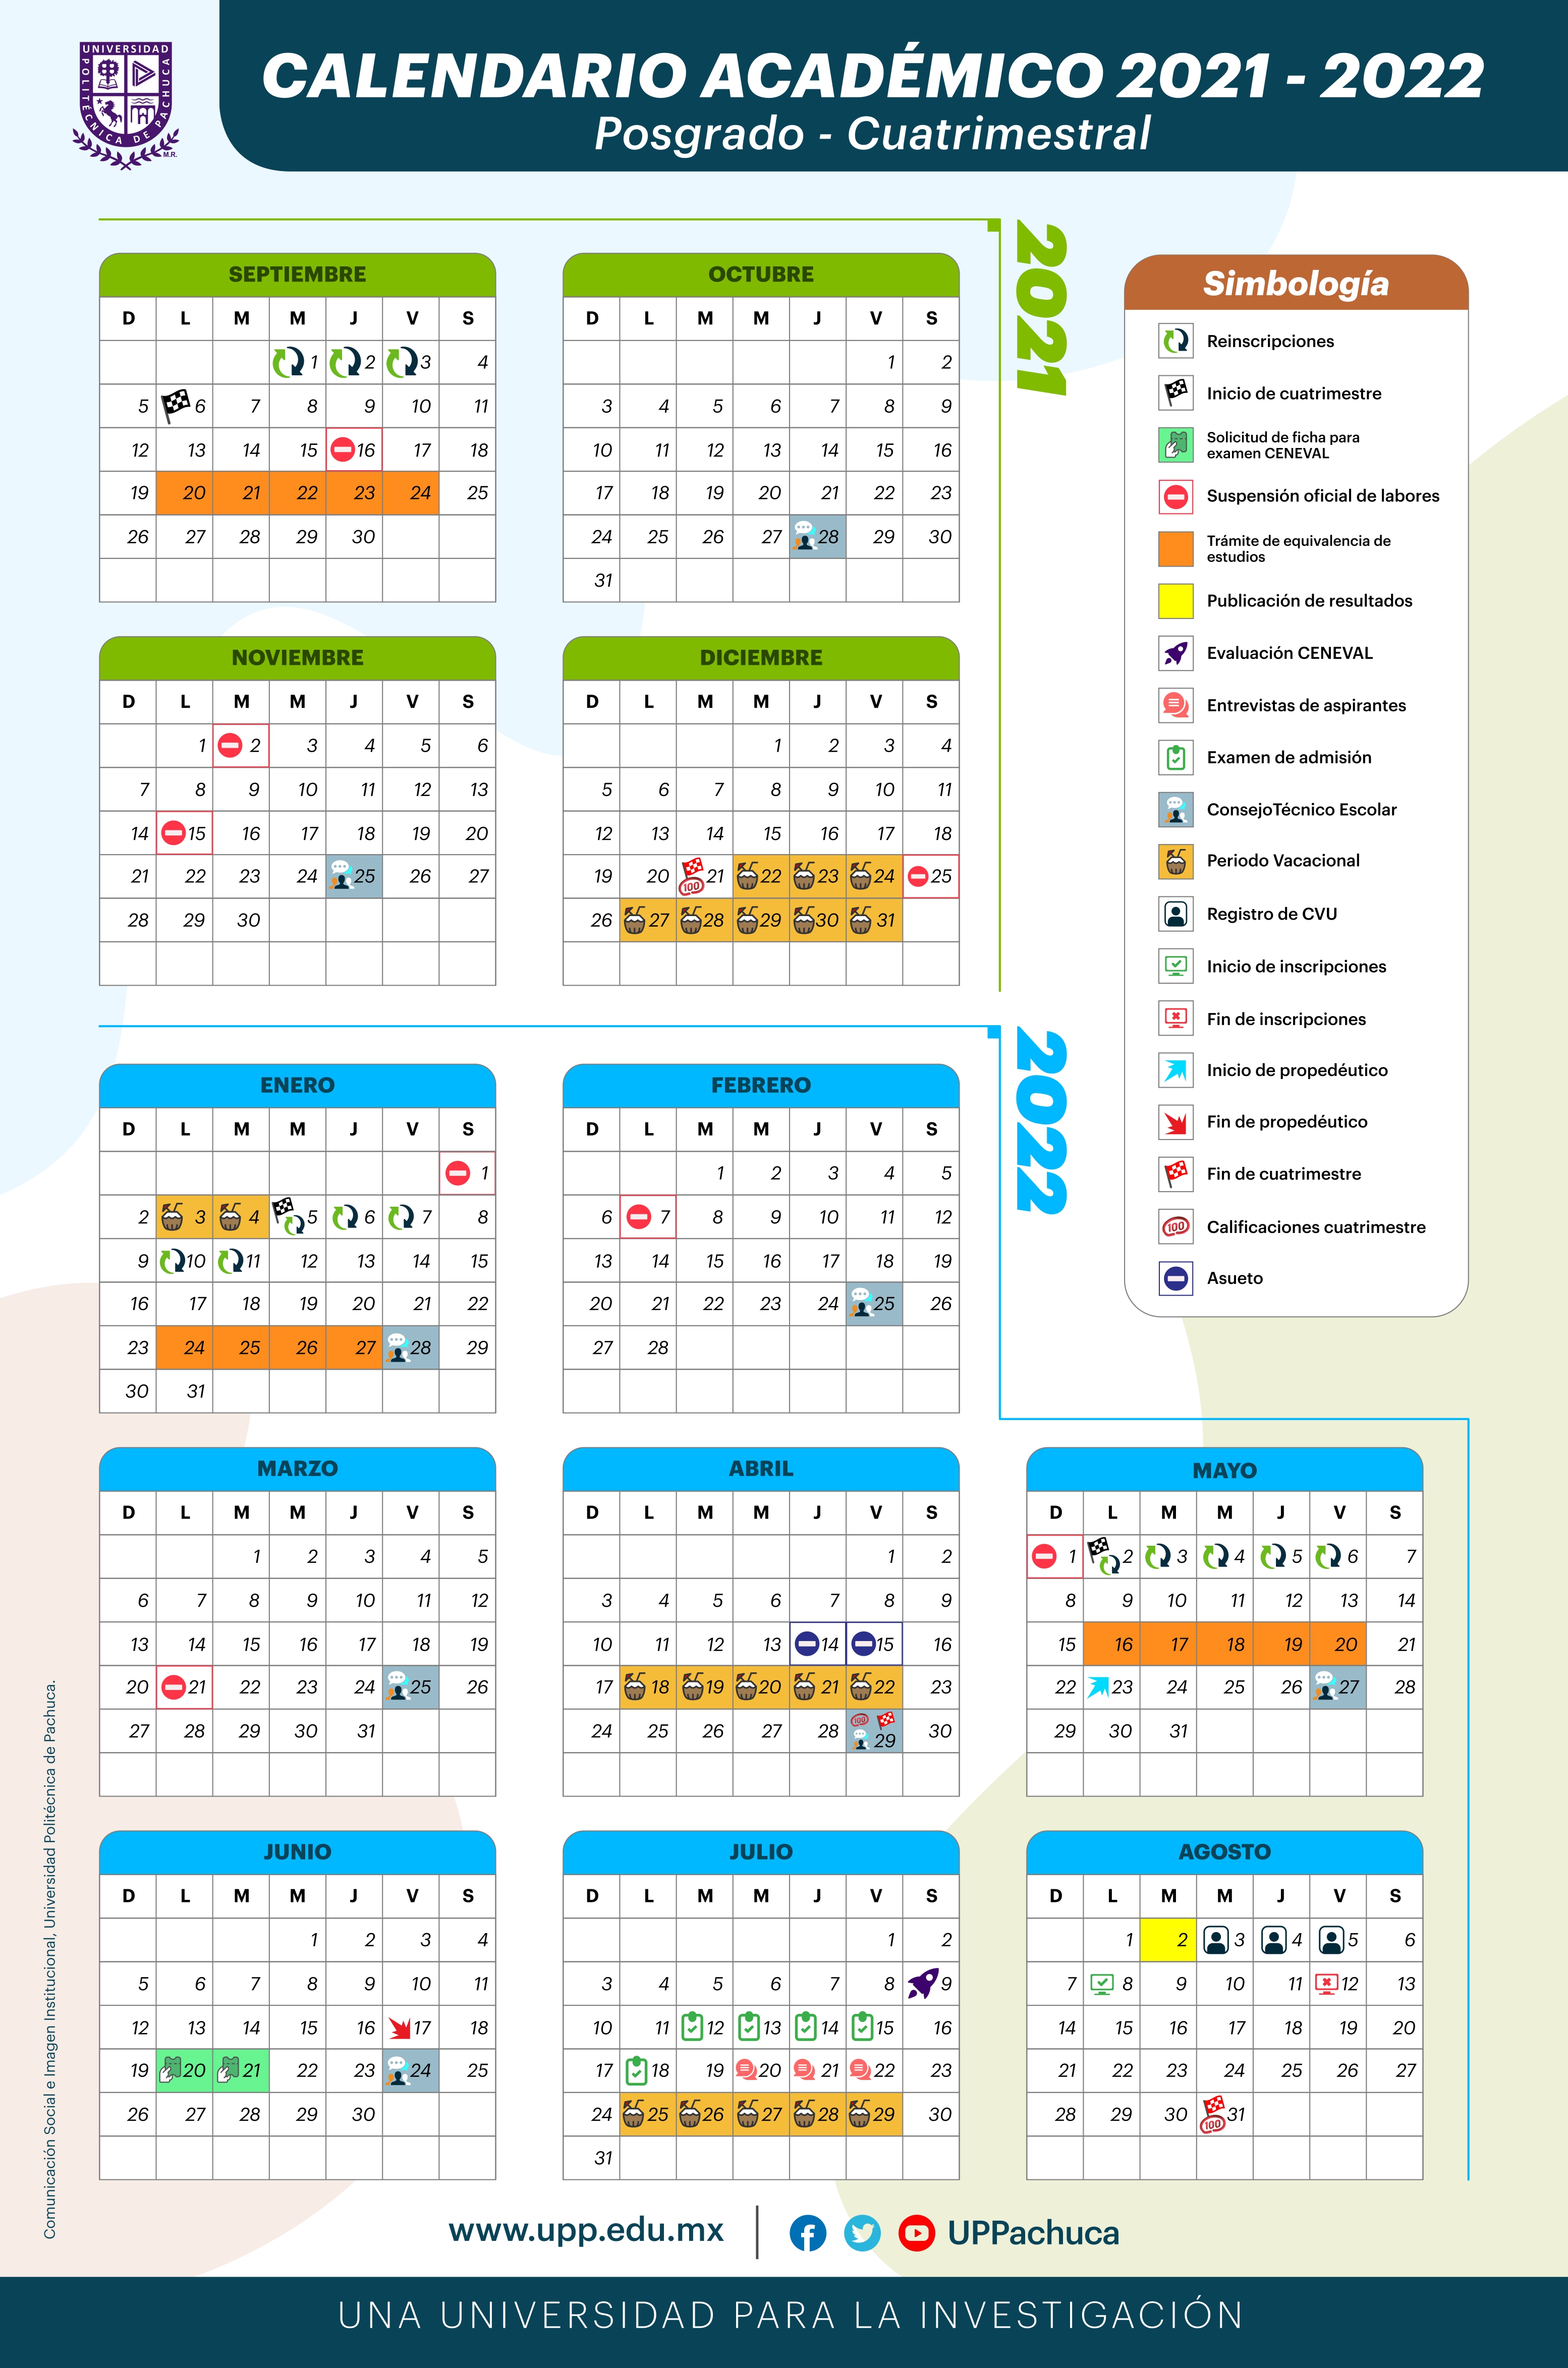 UNIVERSIDAD POLITÉCNICA DE PACHUCA
M.R.
CALENDARIO ACADÉMICO 2021 - 2022
Posgrado - Cuatrimestral
2021
SEPTIEMBRE
D L M M J V S
1 2 3 4
5 6 7 8 9 10 11
12 13 14 15 16 17 18
19 20 21 22 23 24 25
26 27 28 29 30
OCTUBRE
D L M M J V S
1 2
3 4 5 6 7 8 9
10 11 12 13 14 15 16
17 18 19 20 21 22 23
24 25 26 27 28 29 30
31
NOVIEMBRE
D L M M J V S
1 2 3 4 5 6
7 8 9 10 11 12 13
14 15 16 17 18 19 20
21 22 23 24 25 26 27
28 29 30
DICIEMBRE
D L M M J V S
1 2 3 4
5 6 7 8 9 10 11
12 13 14 15 16 17 18
19 20 100 21 22 23 24 25
26 27 28 29 30 31
Simbología
Reinscripciones
Inicio de cuatrimestre
Solicitud de ficha para
examen CENEVAL
Suspensión oficial de labores
Trámite de equivalencia de
estudios
Publicación de resultados
Evaluación CENEVAL
Entrevistas de aspirantes
Examen de admisión
ConsejoTécnico Escolar
Periodo Vacacional
Registro de CVU
Inicio de inscripciones
Fin de inscripciones
Inicio de propedéutico
Fin de propedéutico
Fin de cuatrimestre
100 Calificaciones cuatrimestre
Asueto
2022
ENERO
D L M M J V S
1
2 3 4 5 6 7 8
9 10 11 12 13 14 15
16 17 18 19 20 21 22
23 24 25 26 27 28 29
30 31
FEBRERO
D L M M J V S
1 2 3 4 5
6 7 8 9 10 11 12
13 14 15 16 17 18 19
20 21 22 23 24 25 26
27 28
MARZO
D L M M J V S
1 2 3 4 5
6 7 8 9 10 11 12
13 14 15 16 17 18 19
20 21 22 23 24 25 26
27 28 29 30 31
ABRIL
D L M M J V S
1 2
3 4 5 6 7 8 9
10 11 12 13 14 15 16
17 18 19 20 21 22 23
24 25 26 27 28 100 29 30
MAYO
D L M M J V S
1 2 3 4 5 6 7
8 9 10 11 12 13 14
15 16 17 18 19 20 21
22 23 24 25 26 27 28
29 30 31
JUNIO
D L M M J V S
1 2 3 4
5 6 7 8 9 10 11
12 13 14 15 16 17 18
19 20 21 22 23 24 25
26 27 28 29 30
JULIO
D L M M J V S
1 2
3 4 5 6 7 8 9
10 11 12 13 14 15 16
17 18 19 20 21 22 23
24 25 26 27 28 29 30
31
AGOSTO
D L M M J V S
1 2 3 4 5 6
7 8 9 10 11 12 13
14 15 16 17 18 19 20
21 22 23 24 25 26 27
28 29 30 100 31
Comunicación Social e Imagen Institucional, Universidad Politécnica de Pachuca.
www.upp.edu.mx
UPPachuca
UNA UNIVERSIDAD PARA LA INVESTIGACIÓN